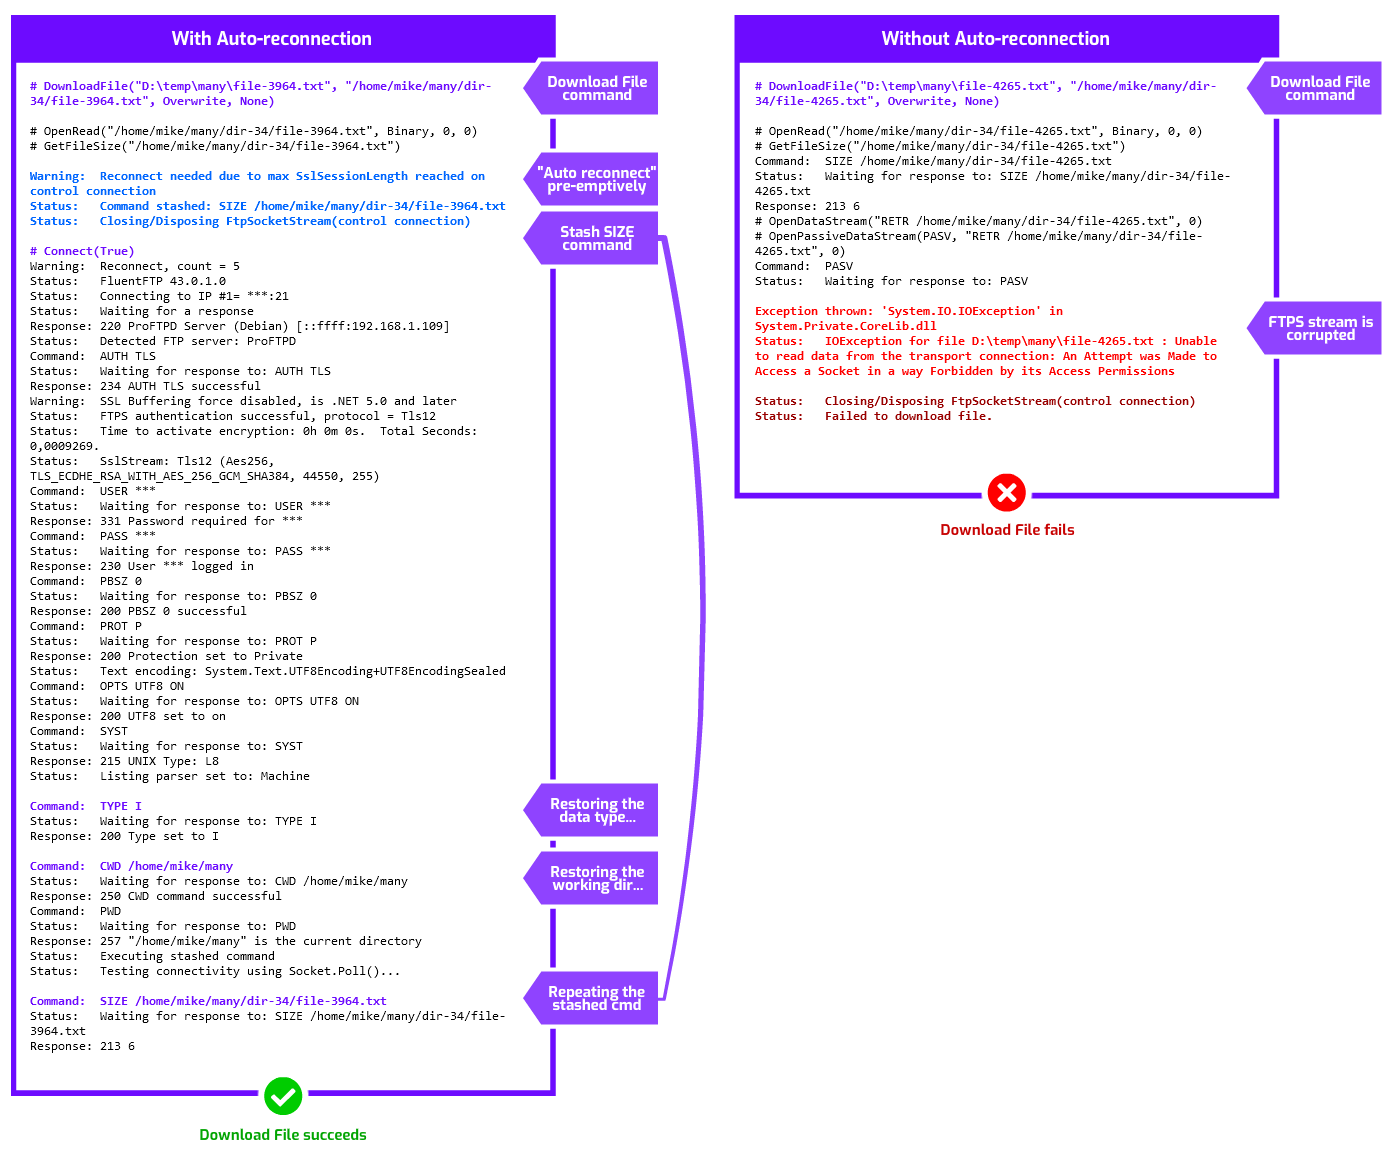 With Auto-reconnection
# DownloadFile("D:\temp\many\file-3964.txt", "/home/mike/many/dir-
34/file-3964.txt", Overwrite, None)
Download File
command
# OpenRead("/home/mike/many/dir-34/file-3964.txt", Binary, 0, 0)
# GetFileSize("/home/mike/many/dir-34/file-3964.txt")
Warning:  Reconnect needed due to max SslSessionLength reached on
control connection
Status:   Command stashed: SIZE /home/mike/many/dir-34/file-3964.txt
Status:   Closing/Disposing FtpSocketStream(control connection)
"Auto reconnect"
pre-emptively
Stash SIZE
command
# Connect(True)
Warning:  Reconnect, count = 5
Status:   FluentFTP 43.0.1.0
Status:   Connecting to IP #1= ***:21
Status:   Waiting for a response
Response: 220 ProFTPD Server (Debian) [::ffff:192.168.1.109]
Status:   Detected FTP server: ProFTPD
Command:  AUTH TLS
Status:   Waiting for response to: AUTH TLS
Response: 234 AUTH TLS successful
Warning:  SSL Buffering force disabled, is .NET 5.0 and later
Status:   FTPS authentication successful, protocol = Tls12
Status:   Time to activate encryption: 0h 0m 0s.  Total Seconds:
0,0009269.
Status:   SslStream: Tls12 (Aes256,
TLS_ECDHE_RSA_WITH_AES_256_GCM_SHA384, 44550, 255)
Command:  USER ***
Status:   Waiting for response to: USER ***
Response: 331 Password required for ***
Command:  PASS ***
Status:   Waiting for response to: PASS ***
Response: 230 User *** logged in
Command:  PBSZ 0
Status:   Waiting for response to: PBSZ 0
Response: 200 PBSZ 0 successful
Command:  PROT P
Status:   Waiting for response to: PROT P
Response: 200 Protection set to Private
Status:   Text encoding: System.Text.UTF8Encoding+UTF8EncodingSealed
Command:  OPTS UTF8 ON
Status:   Waiting for response to: OPTS UTF8 ON
Response: 200 UTF8 set to on
Command:  SYST
Status:   Waiting for response to: SYST
Response: 215 UNIX Type: L8
Status:   Listing parser set to: Machine
Command:  TYPE I
Status:   Waiting for response to: TYPE I
Response: 200 Type set to I
Restoring the
data type...
Command:  CWD /home/mike/many
Status:   Waiting for response to: CWD /home/mike/many
Response: 250 CWD command successful
Command:  PWD
Status:   Waiting for response to: PWD
Response: 257 "/home/mike/many" is the current directory
Status:   Executing stashed command
Status:   Testing connectivity using Socket.Poll()...
Restoring the
working dir...
Command:  SIZE /home/mike/many/dir-34/file-3964.txt
Status:   Waiting for response to: SIZE /home/mike/many/dir-34/file-
3964.txt
Response: 213 6
Repeating the
stashed cmd
Download File succeeds
Without Auto-reconnection
# DownloadFile("D:\temp\many\file-4265.txt", "/home/mike/many/dir-
34/file-4265.txt", Overwrite, None)
Download File
command
# OpenRead("/home/mike/many/dir-34/file-4265.txt", Binary, 0, 0)
# GetFileSize("/home/mike/many/dir-34/file-4265.txt")
Command:  SIZE /home/mike/many/dir-34/file-4265.txt
Status:   Waiting for response to: SIZE /home/mike/many/dir-34/file-
4265.txt
Response: 213 6
# OpenDataStream("RETR /home/mike/many/dir-34/file-4265.txt", 0)
# OpenPassiveDataStream(PASV, "RETR /home/mike/many/dir-34/file-
4265.txt", 0)
Command:  PASV
Status:   Waiting for response to: PASV
Exception thrown: 'System.IO.IOException' in
System.Private.CoreLib.dll
Status:   IOException for file D:\temp\many\file-4265.txt : Unable
to read data from the transport connection: An Attempt was Made to
Access a Socket in a way Forbidden by its Access Permissions
FTPS stream is
corrupted
Status:   Closing/Disposing FtpSocketStream(control connection)
Status:   Failed to download file.
Download File fails